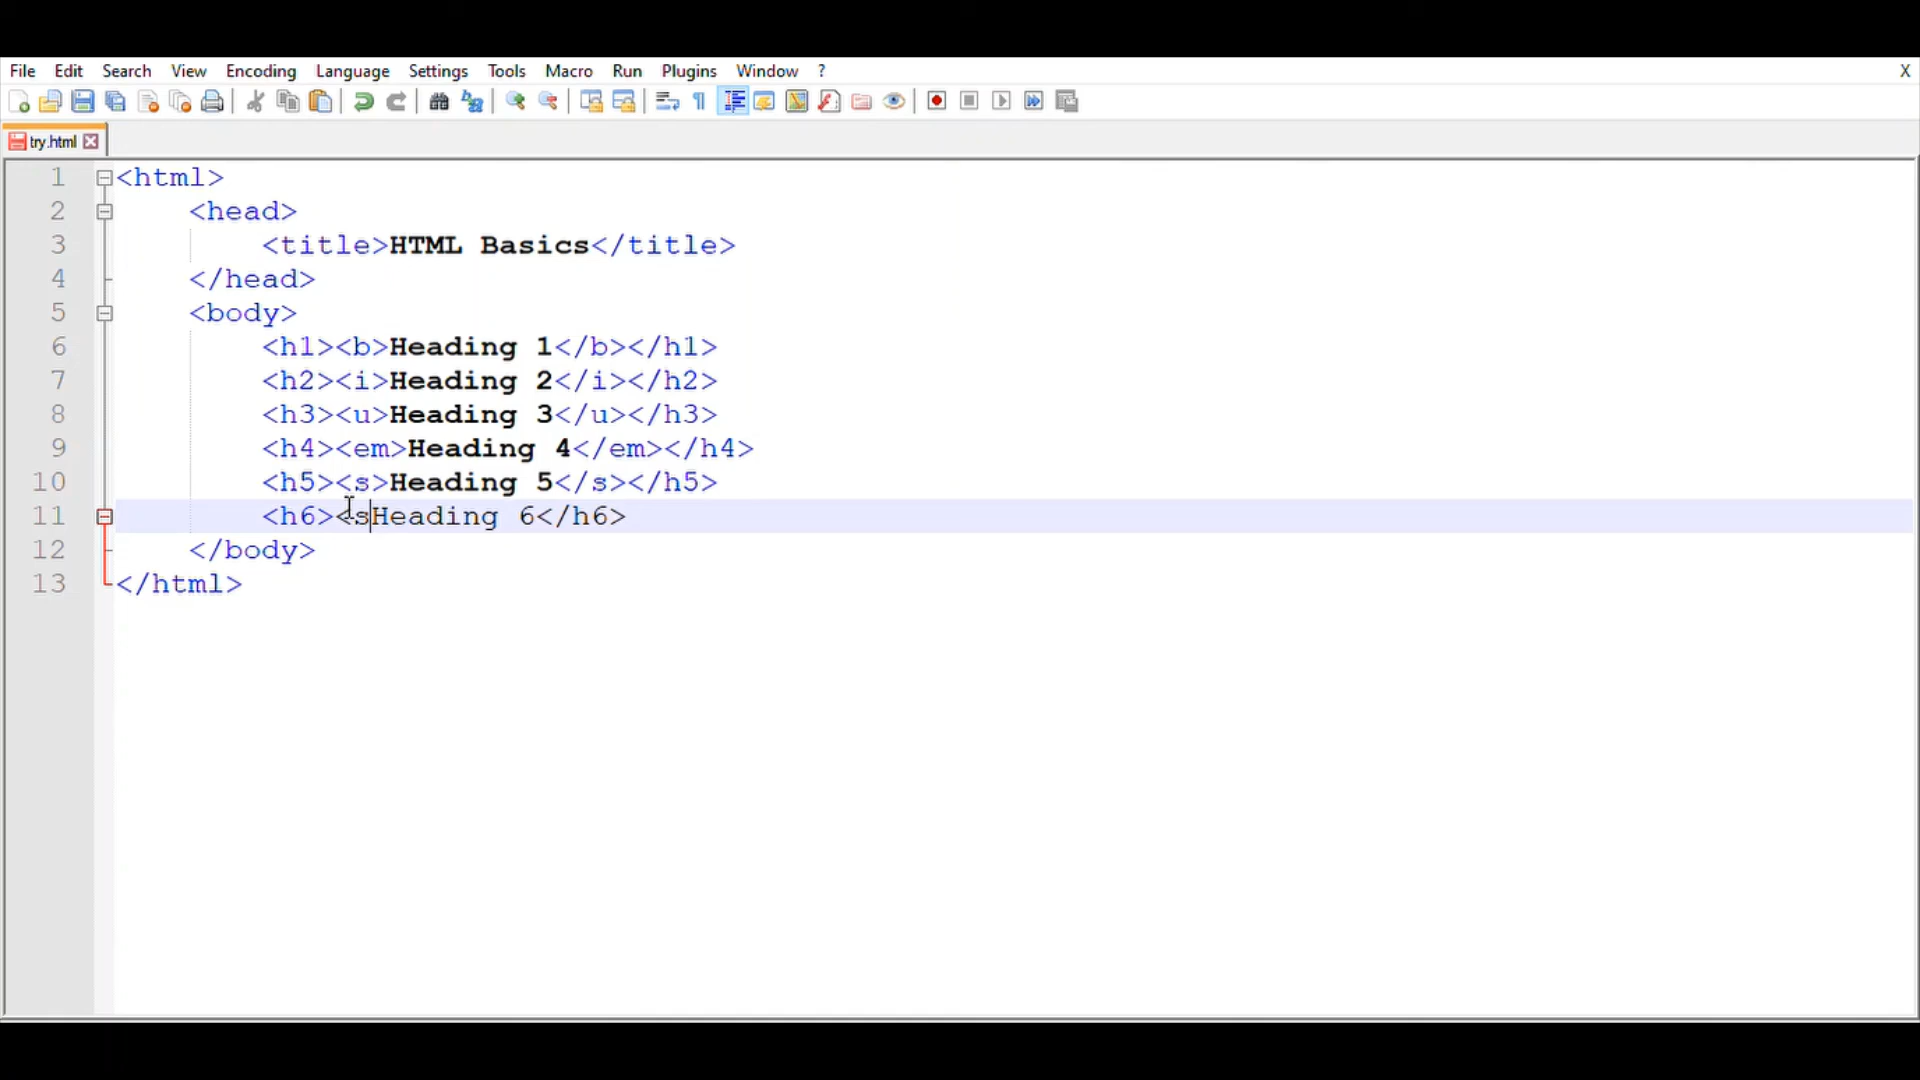 File Edit Search View Encoding Language Settings Tools Macro Run Plugins Window ? X
try.html
1 <html>
2 <head>
3 <title>HTML Basics</title>
4 </head>
5 <body>
6 <h1><b>Heading 1</b></h1>
7 <h2><i>Heading 2</i></h2>
8 <h3><u>Heading 3</u></h3>
9 <h4><em>Heading 4</em></h4>
10 <h5><s>Heading 5</s></h5>
11 <h6><sHeading 6</h6>
12 </body>
13 </html>